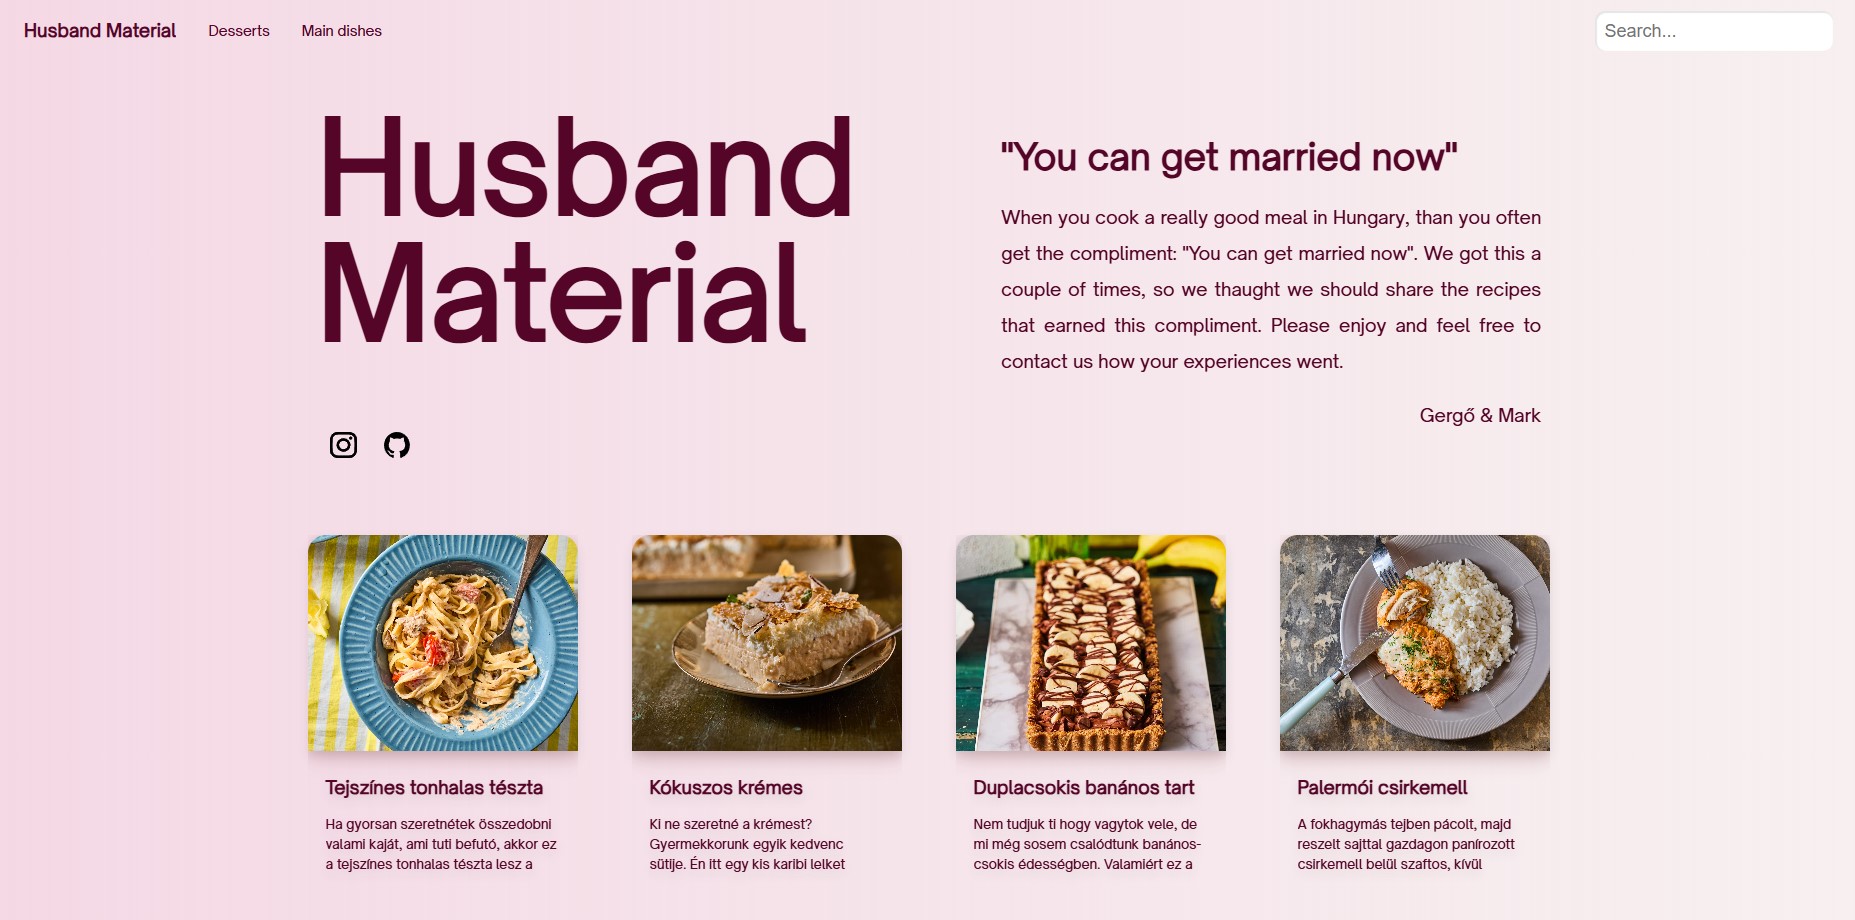 Husband Material Desserts Main dishes Search...
Husband
Material
"You can get married now"
When you cook a really good meal in Hungary, than you often
get the compliment: "You can get married now". We got this a
couple of times, so we thaught we should share the recipes
that earned this compliment. Please enjoy and feel free to
contact us how your experiences went.
Gergő & Mark
Tejszínes tonhalas tészta
Ha gyorsan szeretnétek összedobni
valami kaját, ami tuti befutó, akkor ez
a tejszínes tonhalas tészta lesz a
Kókuszos krémes
Ki ne szeretné a krémest?
Gyermekkorunk egyik kedvenc
sütije. Én itt egy kis karibi lelket
Duplacsokis banános tart
Nem tudjuk ti hogy vagytok vele, de
mi még sosem csalódtunk banános-
csokis édességben. Valamiért ez a
Palermói csirkemell
A fokhagymás tejben pácolt, majd
reszelt sajttal gazdagon panírozott
csirkemell belül szaftos, kívül